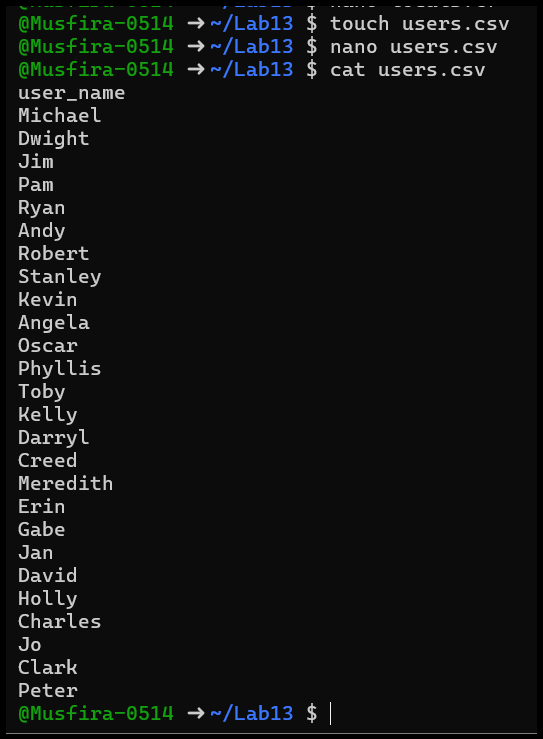 @Musfira-0514 → ~/Lab13 $ touch users.csv
@Musfira-0514 → ~/Lab13 $ nano users.csv
@Musfira-0514 → ~/Lab13 $ cat users.csv
user_name
Michael
Dwight
Jim
Pam
Ryan
Andy
Robert
Stanley
Kevin
Angela
Oscar
Phyllis
Toby
Kelly
Darryl
Creed
Meredith
Erin
Gabe
Jan
David
Holly
Charles
Jo
Clark
Peter
@Musfira-0514 → ~/Lab13 $